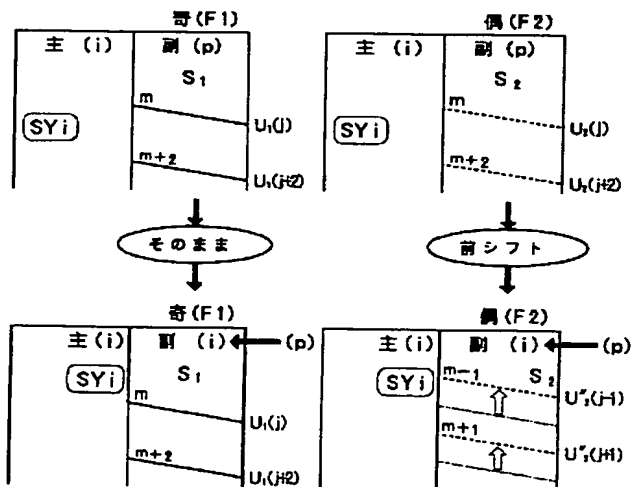 奇(F1)
主 (i) 副 (p)
S₁
m
SYi
U₁(j)
m+2
U₁(j+2)
そのまま
偶(F2)
主 (i) 副 (p)
S₂
m
SYi
U₂(j)
m+2
U₂(j+2)
前シフト
奇(F1)
主(i) 副 (i) (p)
SYi
S₁
m
U₁(j)
m+2
U₁(j+2)
偶(F2)
主(i) 副 (i) (p)
SYi
m-1
S₂
U″₂(j-1)
m+1
U″₂(j+1)